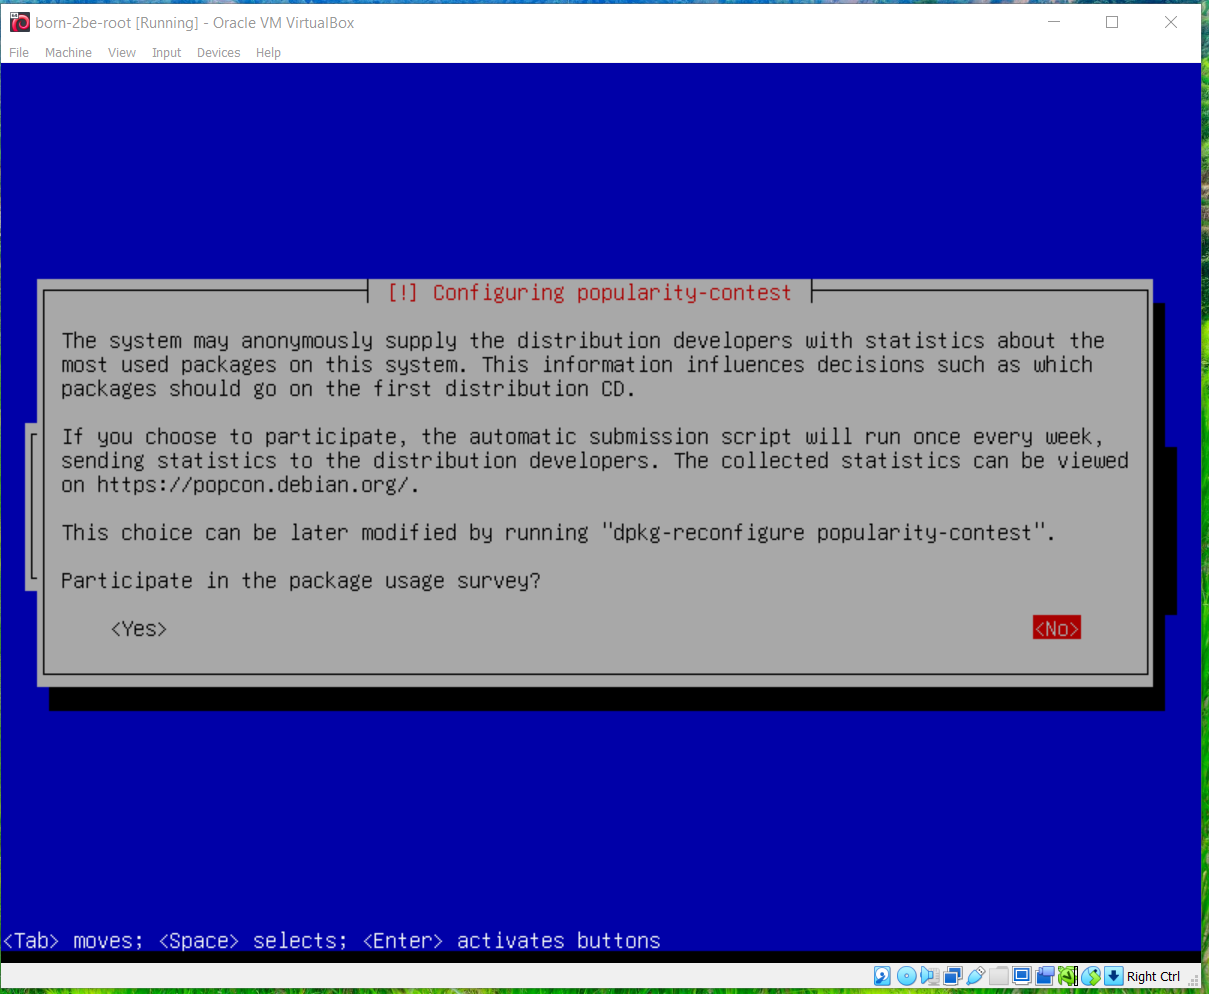 born-2be-root [Running] - Oracle VM VirtualBox
File Machine View Input Devices Help
[!] Configuring popularity-contest
The system may anonymously supply the distribution developers with statistics about the
most used packages on this system. This information influences decisions such as which
packages should go on the first distribution CD.
If you choose to participate, the automatic submission script will run once every week,
sending statistics to the distribution developers. The collected statistics can be viewed
on https://popcon.debian.org/.
This choice can be later modified by running "dpkg-reconfigure popularity-contest".
Participate in the package usage survey?
<Yes> <No>
<Tab> moves; <Space> selects; <Enter> activates buttons
Right Ctrl